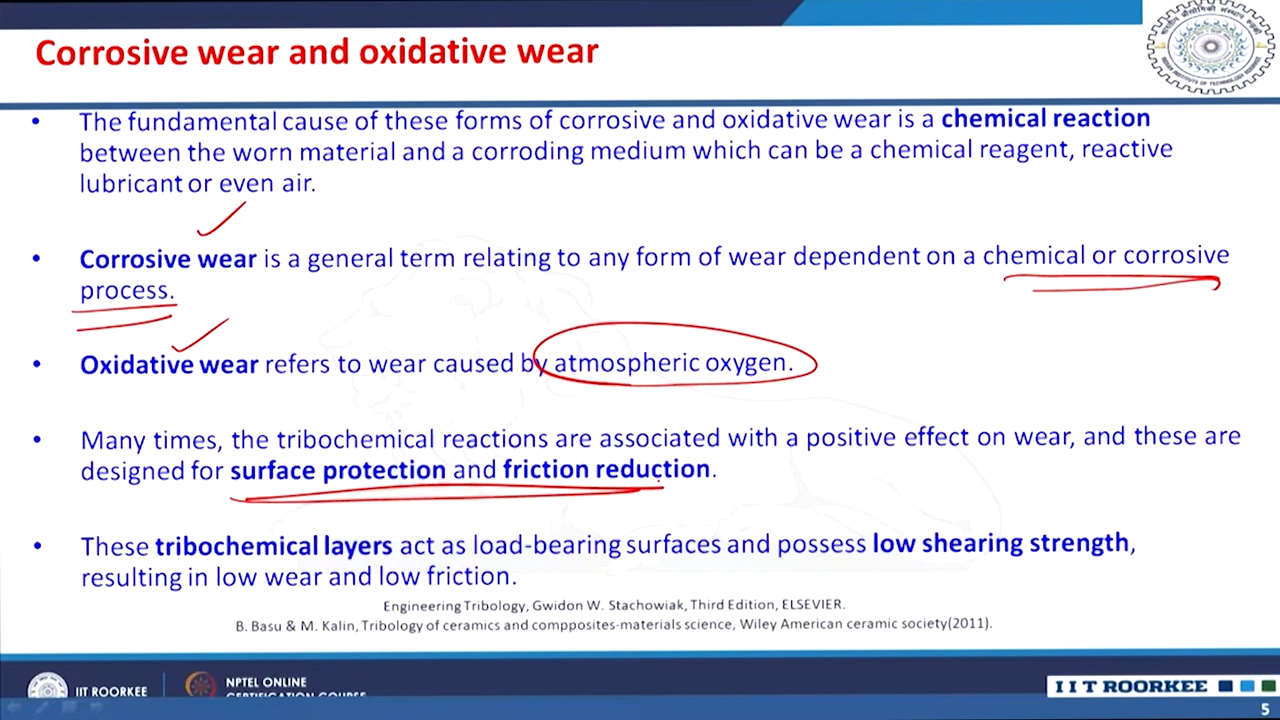 Corrosive wear and oxidative wear
• The fundamental cause of these forms of corrosive and oxidative wear is a chemical reaction
between the worn material and a corroding medium which can be a chemical reagent, reactive
lubricant or even air.
• Corrosive wear is a general term relating to any form of wear dependent on a chemical or corrosive
process.
• Oxidative wear refers to wear caused by atmospheric oxygen.
• Many times, the tribochemical reactions are associated with a positive effect on wear, and these are
designed for surface protection and friction reduction.
• These tribochemical layers act as load-bearing surfaces and possess low shearing strength,
resulting in low wear and low friction.
Engineering Tribology, Gwidon W. Stachowiak, Third Edition, ELSEVIER.
B. Basu & M. Kalin, Tribology of ceramics and compposites-materials science, Wiley American ceramic society(2011).
IIT ROORKEE
NPTEL ONLINE
CERTIFICATION COURSE
IIT ROORKEE
5